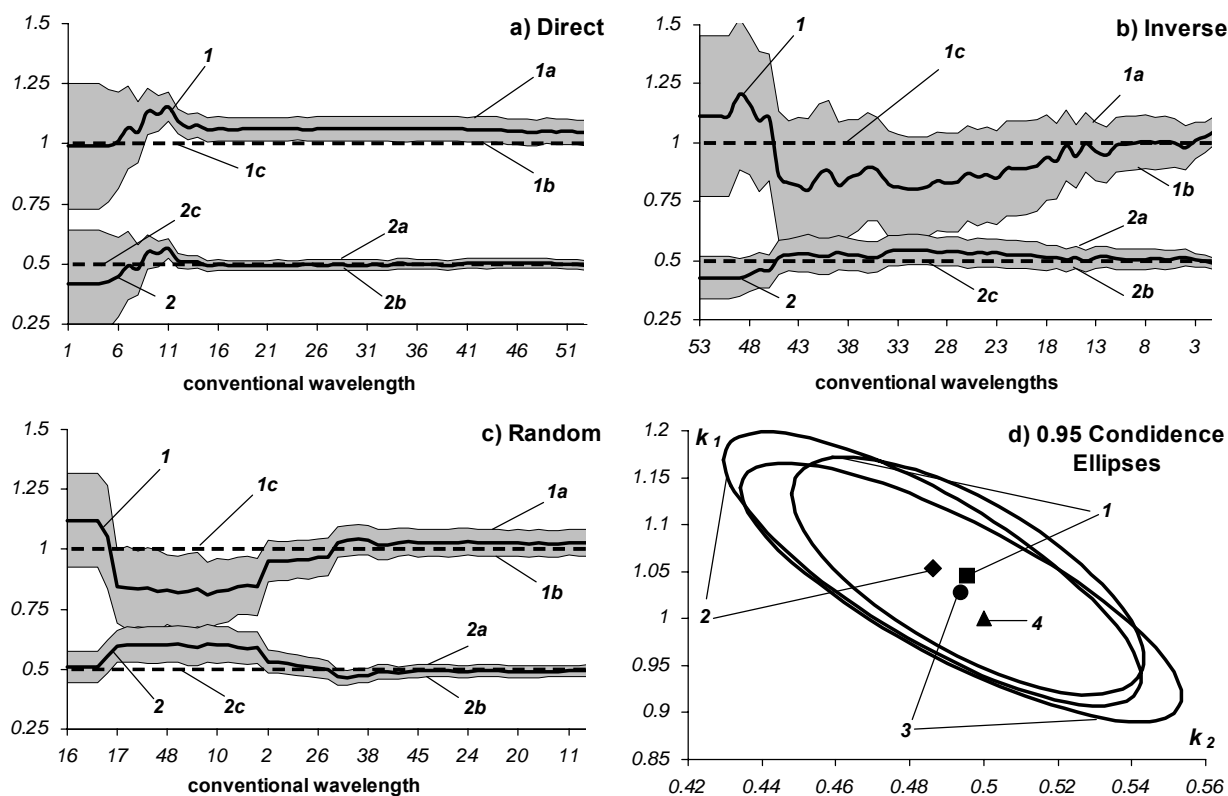 a) Direct
1.5
1.25
1
0.75
0.5
0.25
1
1a
1c
1b
2c
2a
2
2b
1 6 11 16 21 26 31 36 41 46 51
conventional wavelength
b) Inverse
1.5
1.25
1
0.75
0.5
0.25
1
1c
1a
1b
2a
2
2c
2b
53 48 43 38 33 28 23 18 13 8 3
conventional wavelengths
c) Random
1.5
1.25
1
0.75
0.5
0.25
1
1c
1a
1b
2a
2
2c
2b
16 17 48 10 2 26 38 45 24 20 11
conventional wavelength
d) 0.95 Condidence
Ellipses
1.2
1.15
1.1
1.05
1
0.95
0.9
0.85
k1
1
2
4
3
k2
0.42 0.44 0.46 0.48 0.5 0.52 0.54 0.56